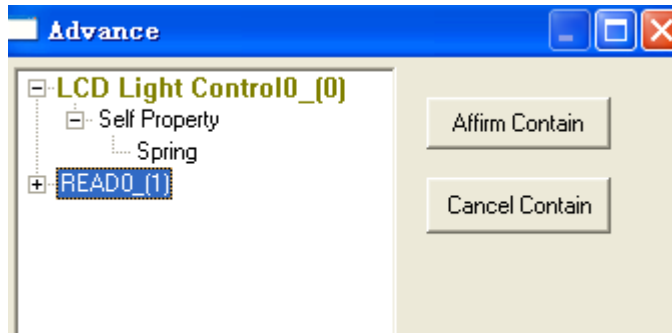 Advance
LCD Light Control0_(0)
Self Property
Spring
READ0_(1)
Affirm Contain
Cancel Contain